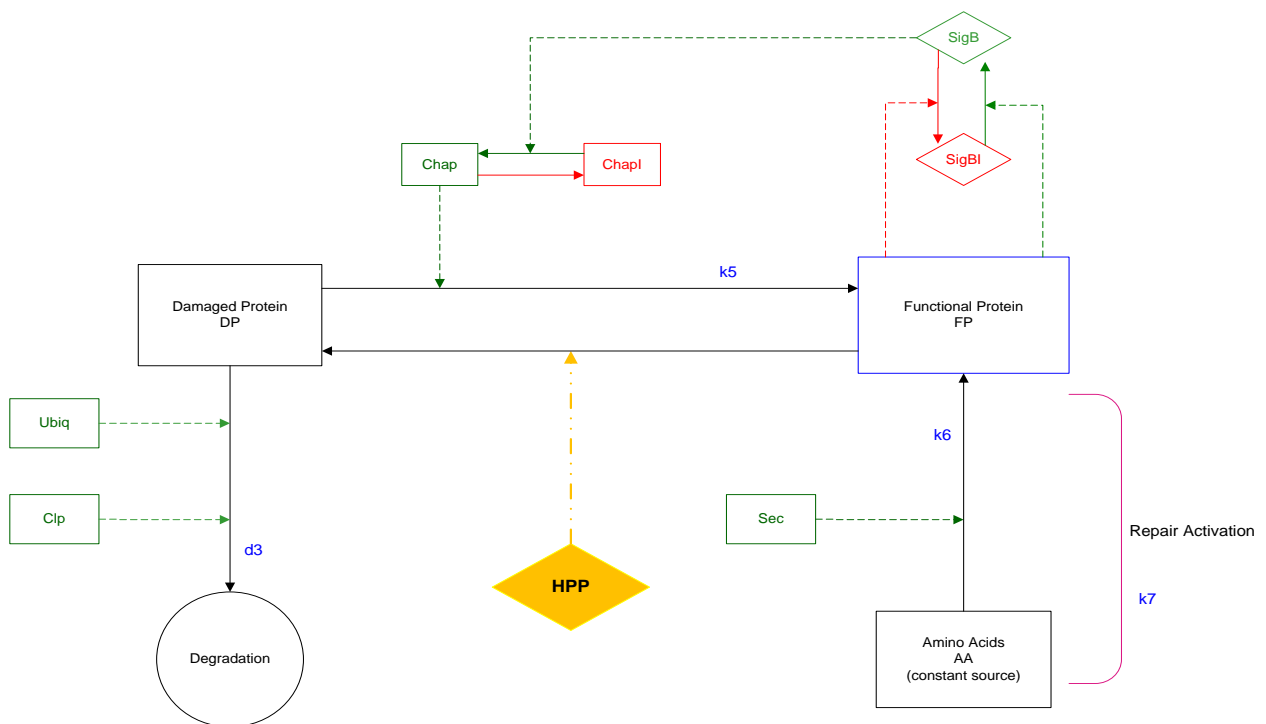 SigB
Chap
ChapI
SigBI
k5
Damaged Protein
DP
Functional Protein
FP
Ubiq
k6
Clp
Sec
Repair Activation
d3
HPP
k7
Degradation
Amino Acids
AA
(constant source)